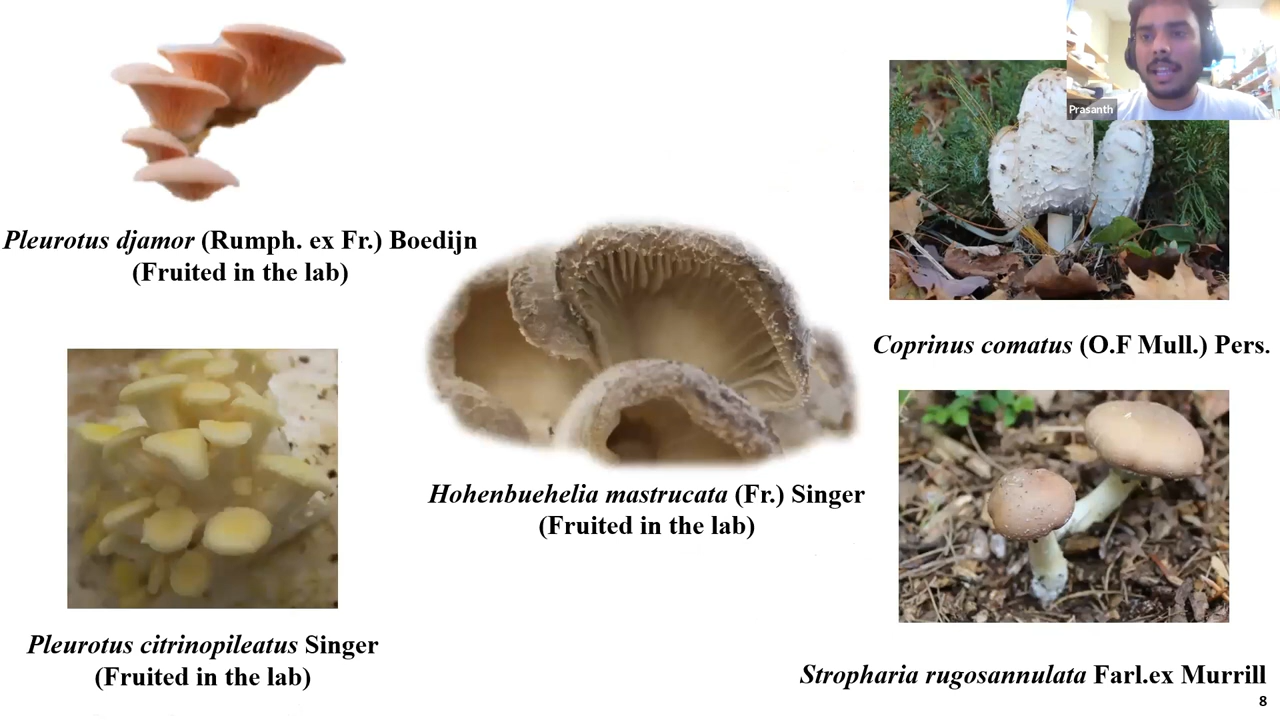 Prasanth
Pleurotus djamor (Rumph. ex Fr.) Boedijn
(Fruited in the lab)
Coprinus comatus (O.F Mull.) Pers.
Hohenbuehelia mastrucata (Fr.) Singer
(Fruited in the lab)
Pleurotus citrinopileatus Singer
(Fruited in the lab)
Stropharia rugosannulata Farl.ex Murrill
8